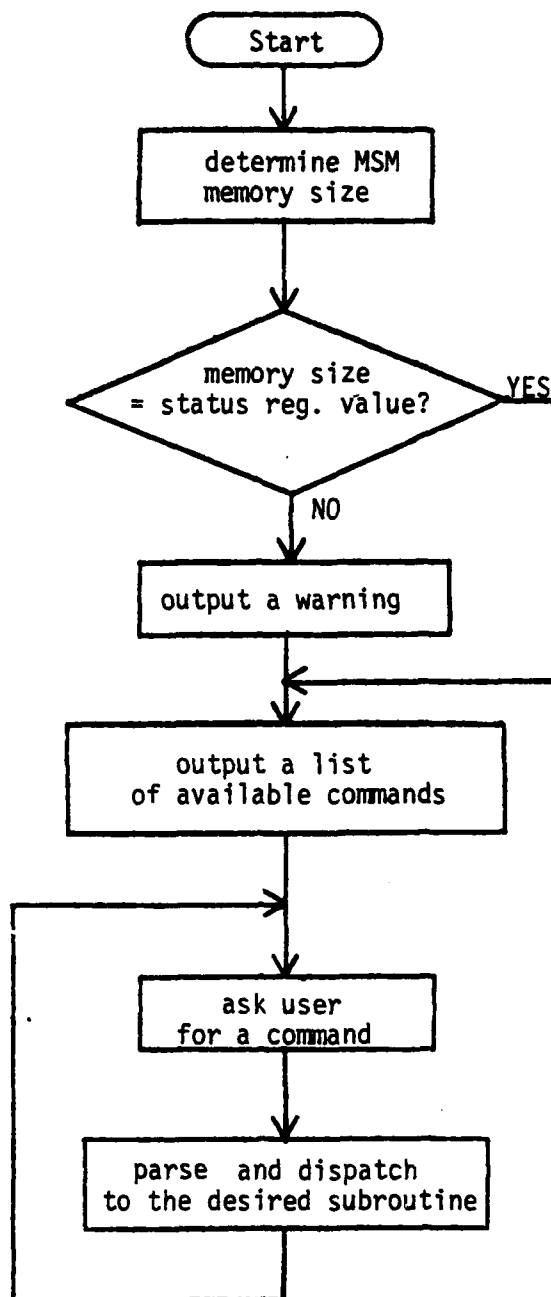 Start
determine MSM
memory size
memory size
= status reg. value?
YES
NO
output a warning
output a list
of available commands
ask user
for a command
parse and dispatch
to the desired subroutine